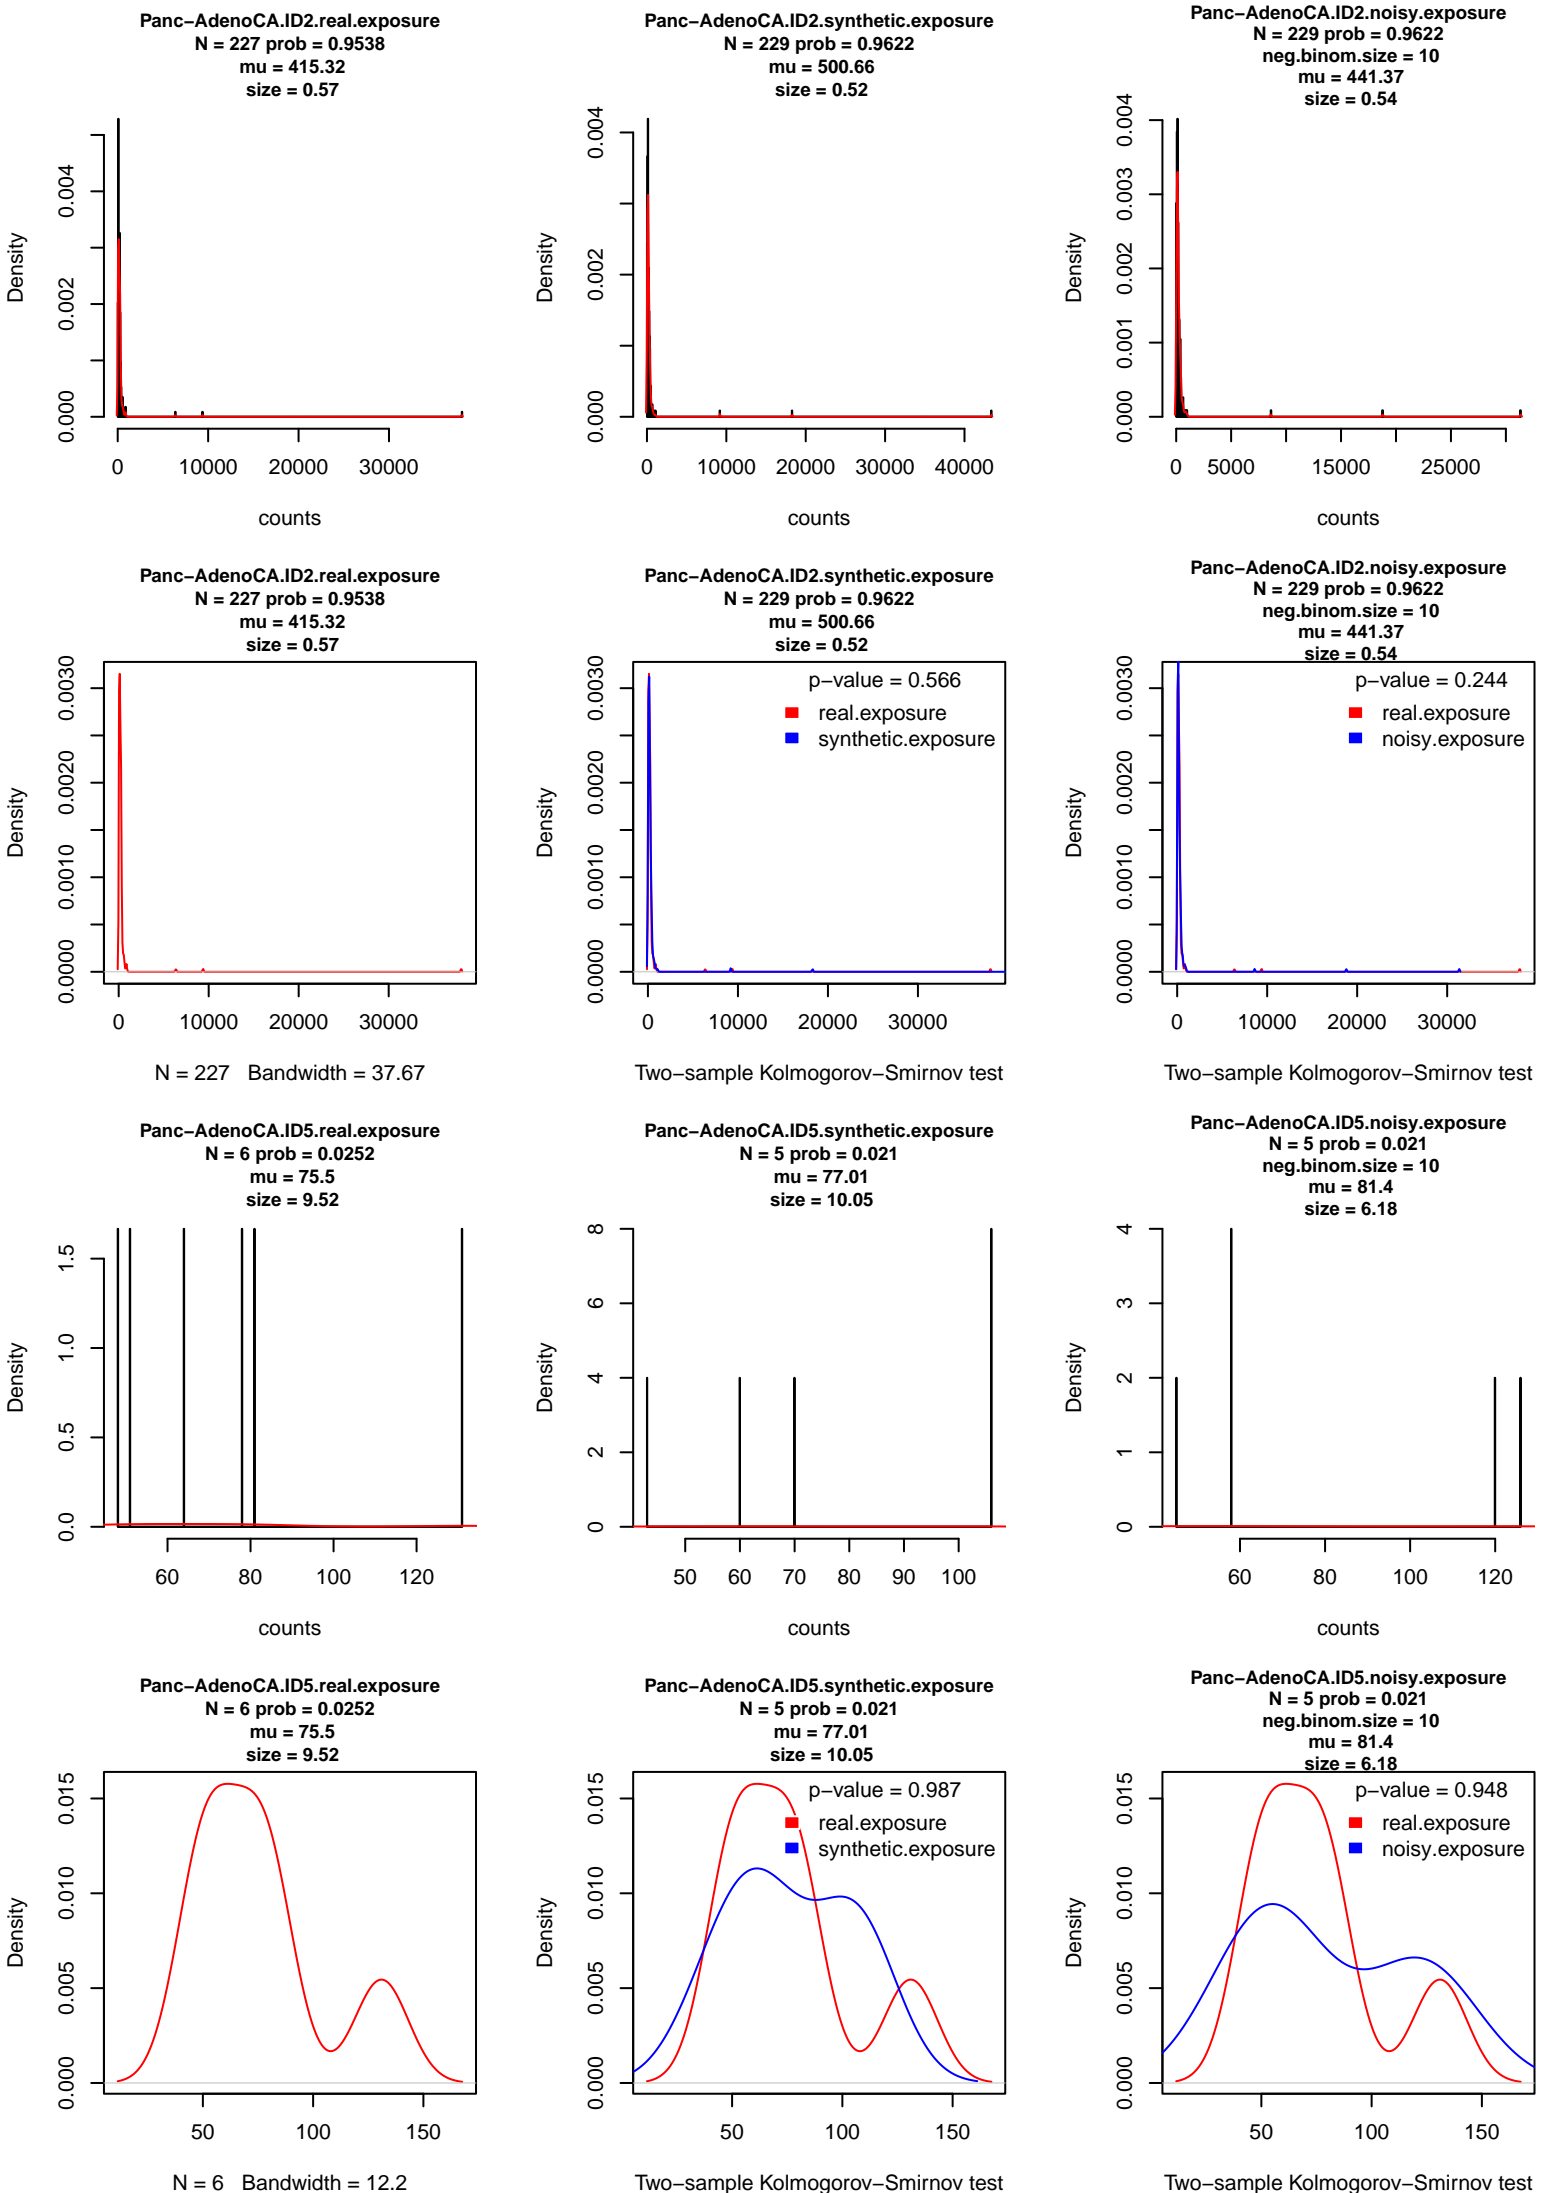 Panc−AdenoCA.ID2.real.exposure
N = 227 prob = 0.9538
mu = 415.32
size = 0.57
Density
0.000
0.002
0.004
0 10000 20000 30000
counts
Panc−AdenoCA.ID2.synthetic.exposure
N = 229 prob = 0.9622
mu = 500.66
size = 0.52
Density
0.000
0.002
0.004
0 10000 20000 30000 40000
counts
Panc−AdenoCA.ID2.noisy.exposure
N = 229 prob = 0.9622
neg.binom.size = 10
mu = 441.37
size = 0.54
Density
0.000
0.001
0.002
0.003
0.004
0 5000 15000 25000
counts
Panc−AdenoCA.ID2.real.exposure
N = 227 prob = 0.9538
mu = 415.32
size = 0.57
Density
0.0000
0.0010
0.0020
0.0030
0 10000 20000 30000
N = 227 Bandwidth = 37.67
Panc−AdenoCA.ID2.synthetic.exposure
N = 229 prob = 0.9622
mu = 500.66
size = 0.52
p−value = 0.566
real.exposure
synthetic.exposure
Density
0.0000
0.0010
0.0020
0.0030
0 10000 20000 30000
Two−sample Kolmogorov−Smirnov test
Panc−AdenoCA.ID2.noisy.exposure
N = 229 prob = 0.9622
neg.binom.size = 10
mu = 441.37
size = 0.54
p−value = 0.244
real.exposure
noisy.exposure
Density
0.0000
0.0010
0.0020
0.0030
0 10000 20000 30000
Two−sample Kolmogorov−Smirnov test
Panc−AdenoCA.ID5.real.exposure
N = 6 prob = 0.0252
mu = 75.5
size = 9.52
Density
0.0
0.5
1.0
1.5
60 80 100 120
counts
Panc−AdenoCA.ID5.synthetic.exposure
N = 5 prob = 0.021
mu = 77.01
size = 10.05
Density
0
2
4
6
8
50 60 70 80 90 100
counts
Panc−AdenoCA.ID5.noisy.exposure
N = 5 prob = 0.021
neg.binom.size = 10
mu = 81.4
size = 6.18
Density
0
1
2
3
4
60 80 100 120
counts
Panc−AdenoCA.ID5.real.exposure
N = 6 prob = 0.0252
mu = 75.5
size = 9.52
Density
0.000
0.005
0.010
0.015
50 100 150
N = 6 Bandwidth = 12.2
Panc−AdenoCA.ID5.synthetic.exposure
N = 5 prob = 0.021
mu = 77.01
size = 10.05
p−value = 0.987
real.exposure
synthetic.exposure
Density
0.000
0.005
0.010
0.015
50 100 150
Two−sample Kolmogorov−Smirnov test
Panc−AdenoCA.ID5.noisy.exposure
N = 5 prob = 0.021
neg.binom.size = 10
mu = 81.4
size = 6.18
p−value = 0.948
real.exposure
noisy.exposure
Density
0.000
0.005
0.010
0.015
50 100 150
Two−sample Kolmogorov−Smirnov test